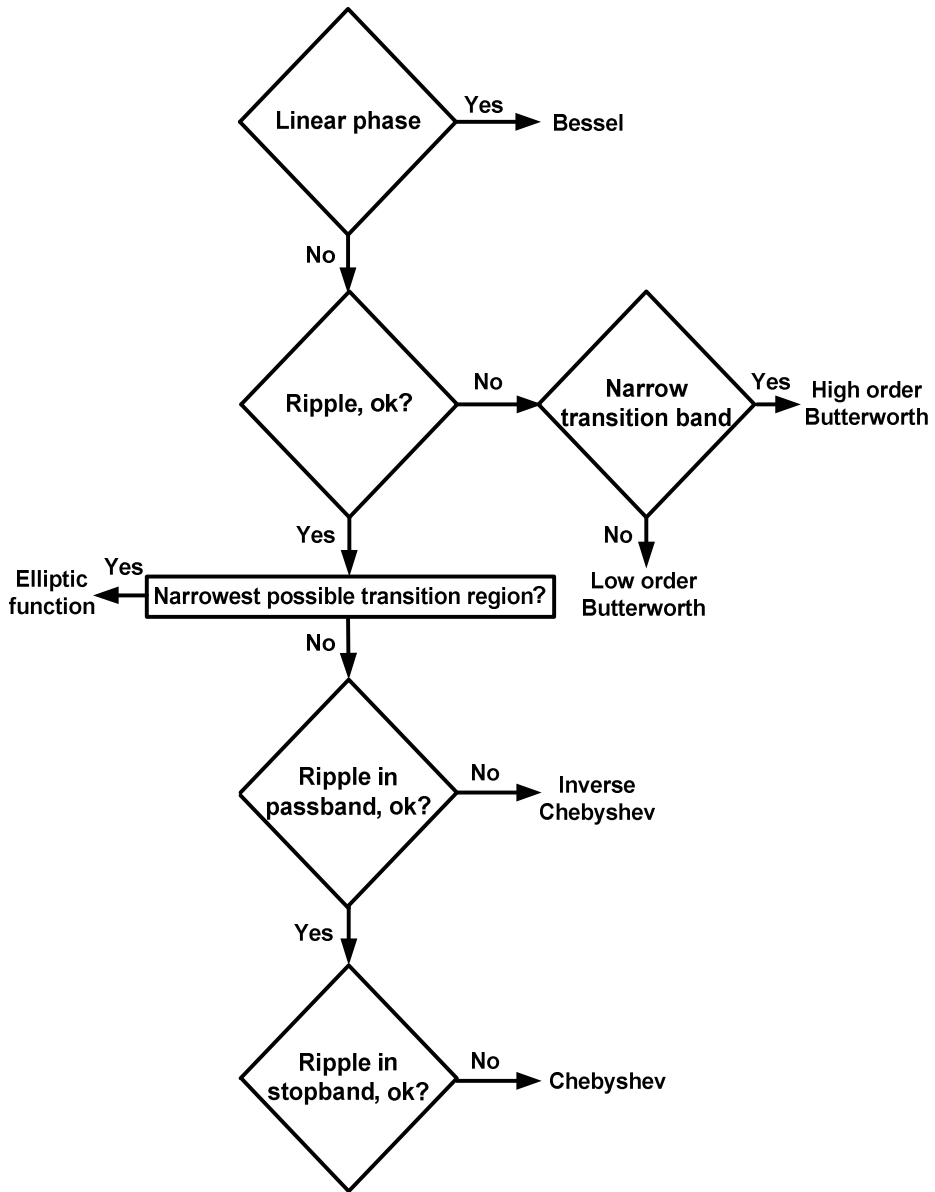 Linear phase
Yes
Bessel
No
Ripple, ok?
No
Narrow
transition band
Yes
High order
Butterworth
Yes
No
Low order
Butterworth
Elliptic
function
Yes
Narrowest possible transition region?
No
Ripple in
passband, ok?
No
Inverse
Chebyshev
Yes
Ripple in
stopband, ok?
No
Chebyshev